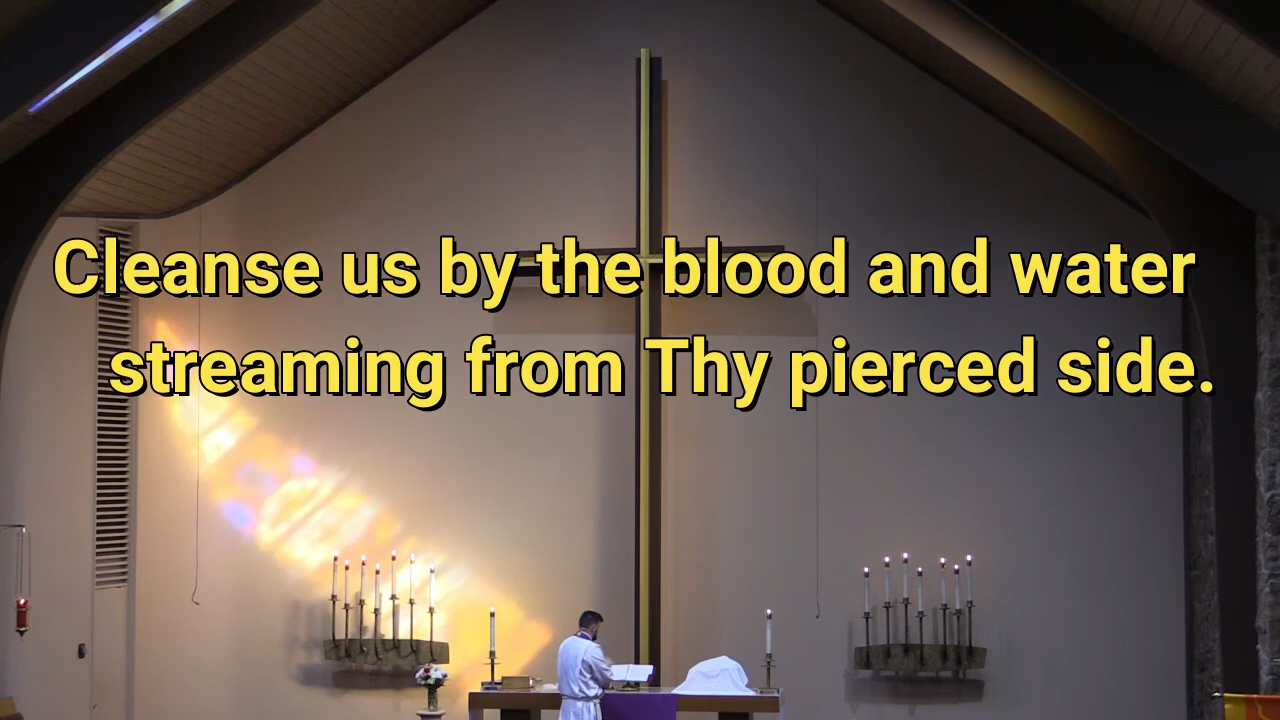 Cleanse us by the blood and water
streaming from Thy pierced side.